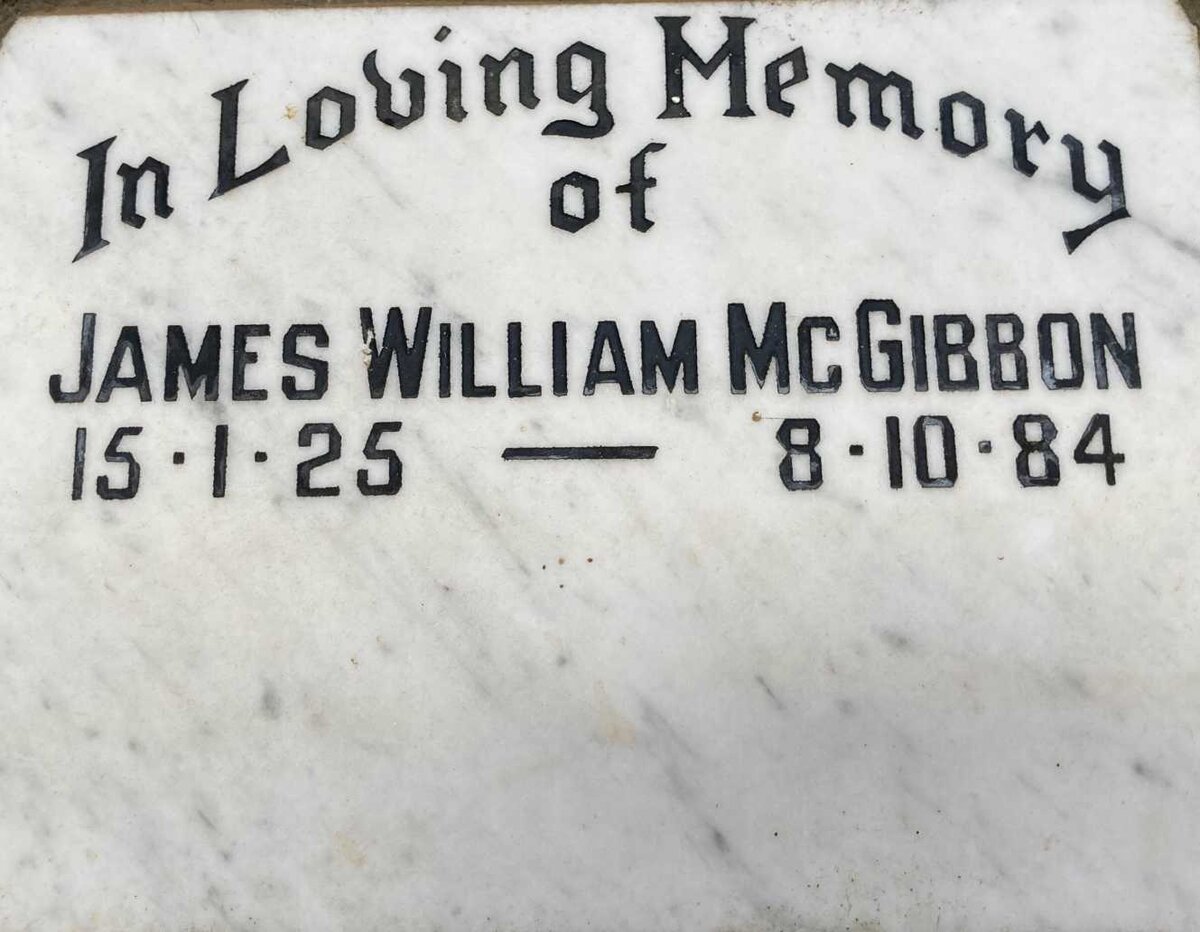 In Loving Memory
of
JAMES WILLIAM MCGIBBON
15·1·25 — 8·10·84